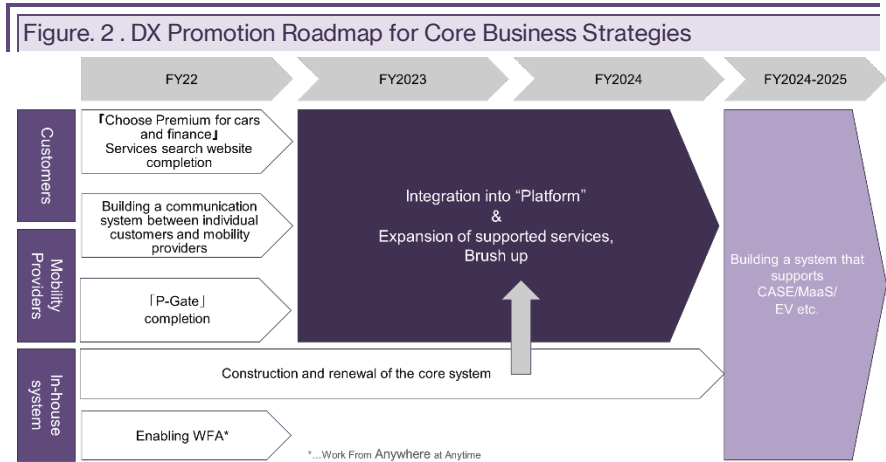 Figure. 2 . DX Promotion Roadmap for Core Business Strategies
FY22
FY2023
FY2024
FY2024-2025
Customers
『Choose Premium for cars
and finance』
Services search website
completion
Building a communication
system between individual
customers and mobility
providers
Mobility
Providers
「P-Gate」
completion
Integration into “Platform”
&
Expansion of supported services,
Brush up
Building a system that
supports
CASE/MaaS/
EV etc.
In-house
system
Construction and renewal of the core system
Enabling WFA*
*…Work From Anywhere at Anytime